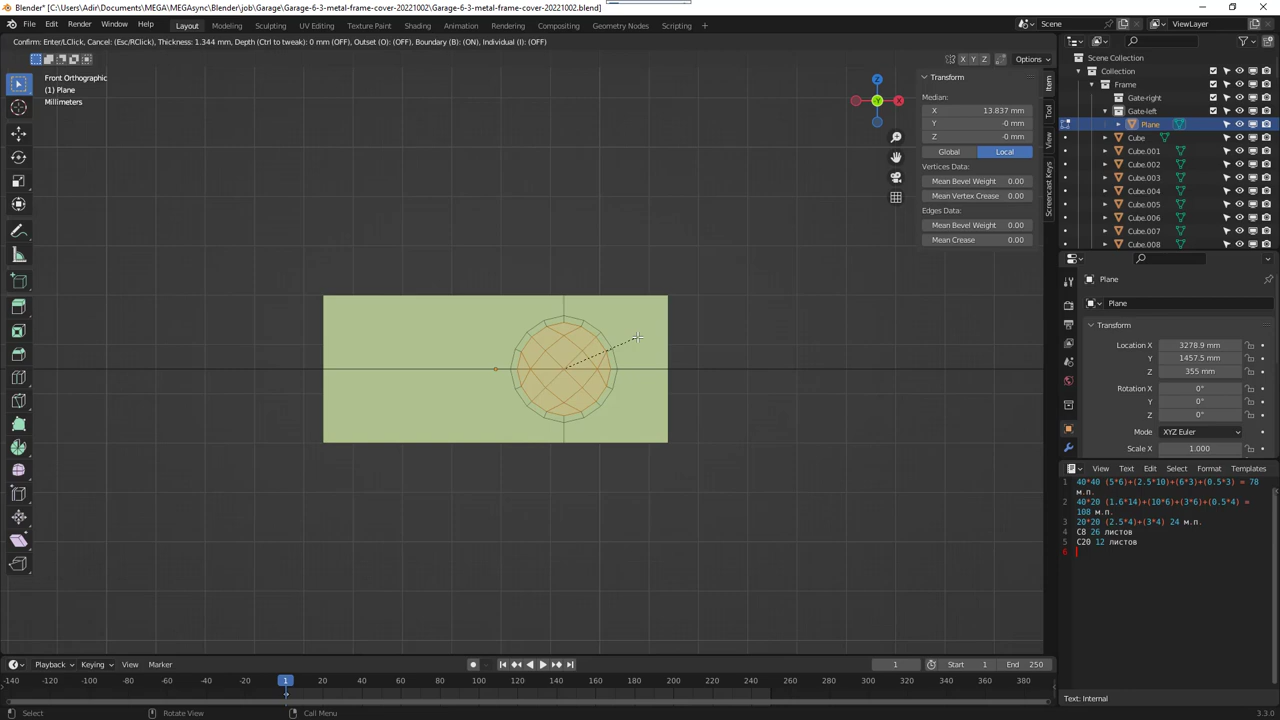 Blender* [C:\Users\Adin\Documents\MEGA\MEGAsync\Blender\job\Garage\Garage-6-3-metal-frame-cover-20221002\Garage-6-3-metal-frame-cover-20221002.blend]
File Edit Render Window Help Layout Modeling Sculpting UV Editing Texture Paint Shading Animation Rendering Scene ViewLayer
Confirm: Enter/LClick, Cancel: (Esc/RClick), Thickness: 1.344 mm, Depth (Ctrl to tweak): 0 mm (OFF), Outset (O): (OFF), Boundary (B): (ON), Individual (I): (OFF)
X Y Z Options
Front Orthographic
(1) Plane
Millimeters
Z
X
Y
Transform
Median:
X 13.837 mm
Y -0 mm
Z -0 mm
Global Local
Vertices Data:
Mean Bevel Weight 0.00
Mean Vertex Crease 0.00
Edges Data:
Mean Bevel Weight 0.00
Mean Crease 0.00
Item
Tool
View
Screencast Keys
Scene Collection
Collection
Frame
Gate-right
Gate-left
Plane
Cube
Cube.001
Cube.002
Cube.003
Cube.004
Cube.005
Cube.006
Cube.007
Cube.008
Plane
Plane
Transform
Location X 3278.9 mm
Y 1457.5 mm
Z 355 mm
Rotation X 0°
Y 0°
Z 0°
Mode XYZ Euler
Scale X 1.000
View Text Edit Select Format Templates
1 40*40 (5*6)+(2.5*10)+(6*3)+(0.5*3) = 78
м.п.
2 40*20 (1.6*14)+(10*6)+(3*6)+(0.5*4) =
108 м.п.
3 20*20 (2.5*4)+(3*4) 24 м.п.
4 С8 26 листов
5 С20 12 листов
6
Text: Internal
Playback Keying View Marker 1 Start 1 End 250
-140 -120 -100 -80 -60 -40 -20 1 20 40 60 80 100 120 140 160 180 200 220 240 260 280 300 320 340 360 380
Select Rotate View Call Menu 3.3.0